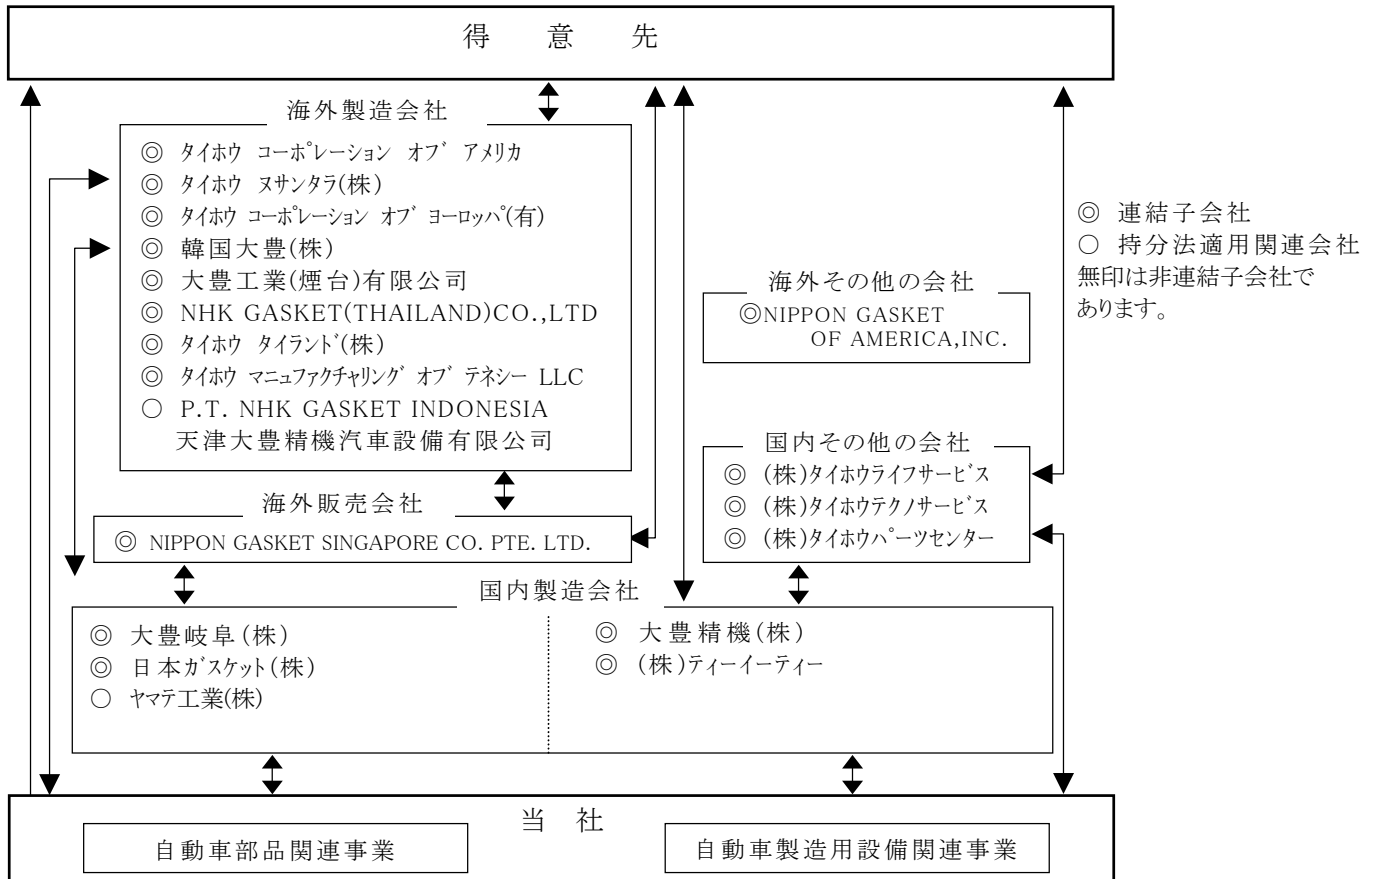 得　意　先
海外製造会社
◎ タイホウ コーポレーション オブ アメリカ
◎ タイホウ ヌサンタラ(株)
◎ タイホウ コーポレーション オブ ヨーロッパ(有)
◎ 韓国大豊(株)
◎ 大豊工業(煙台)有限公司
◎ NHK GASKET(THAILAND)CO.,LTD
◎ タイホウ タイランド(株)
◎ タイホウ マニュファクチャリング オブ テネシー LLC
○ P.T. NHK GASKET INDONESIA
天津大豊精機汽車設備有限公司
◎ 連結子会社
○ 持分法適用関連会社
無印は非連結子会社で
あります。
海外その他の会社
◎NIPPON GASKET
OF AMERICA,INC.
国内その他の会社
◎ (株)タイホウライフサービス
◎ (株)タイホウテクノサービス
◎ (株)タイホウパーツセンター
海外販売会社
◎ NIPPON GASKET SINGAPORE CO. PTE. LTD.
国内製造会社
◎ 大豊岐阜(株)
◎ 日本ガスケット(株)
○ ヤマテ工業(株)
◎ 大豊精機(株)
◎ (株)ティーイーティー
当　社
自動車部品関連事業
自動車製造用設備関連事業